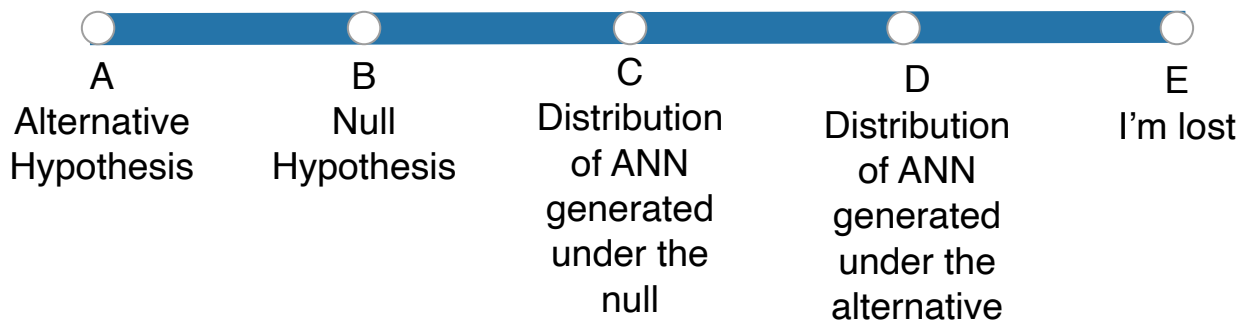 A
Alternative
Hypothesis
B
Null
Hypothesis
C
Distribution
of ANN
generated
under the
null
D
Distribution
of ANN
generated
under the
alternative
E
I’m lost